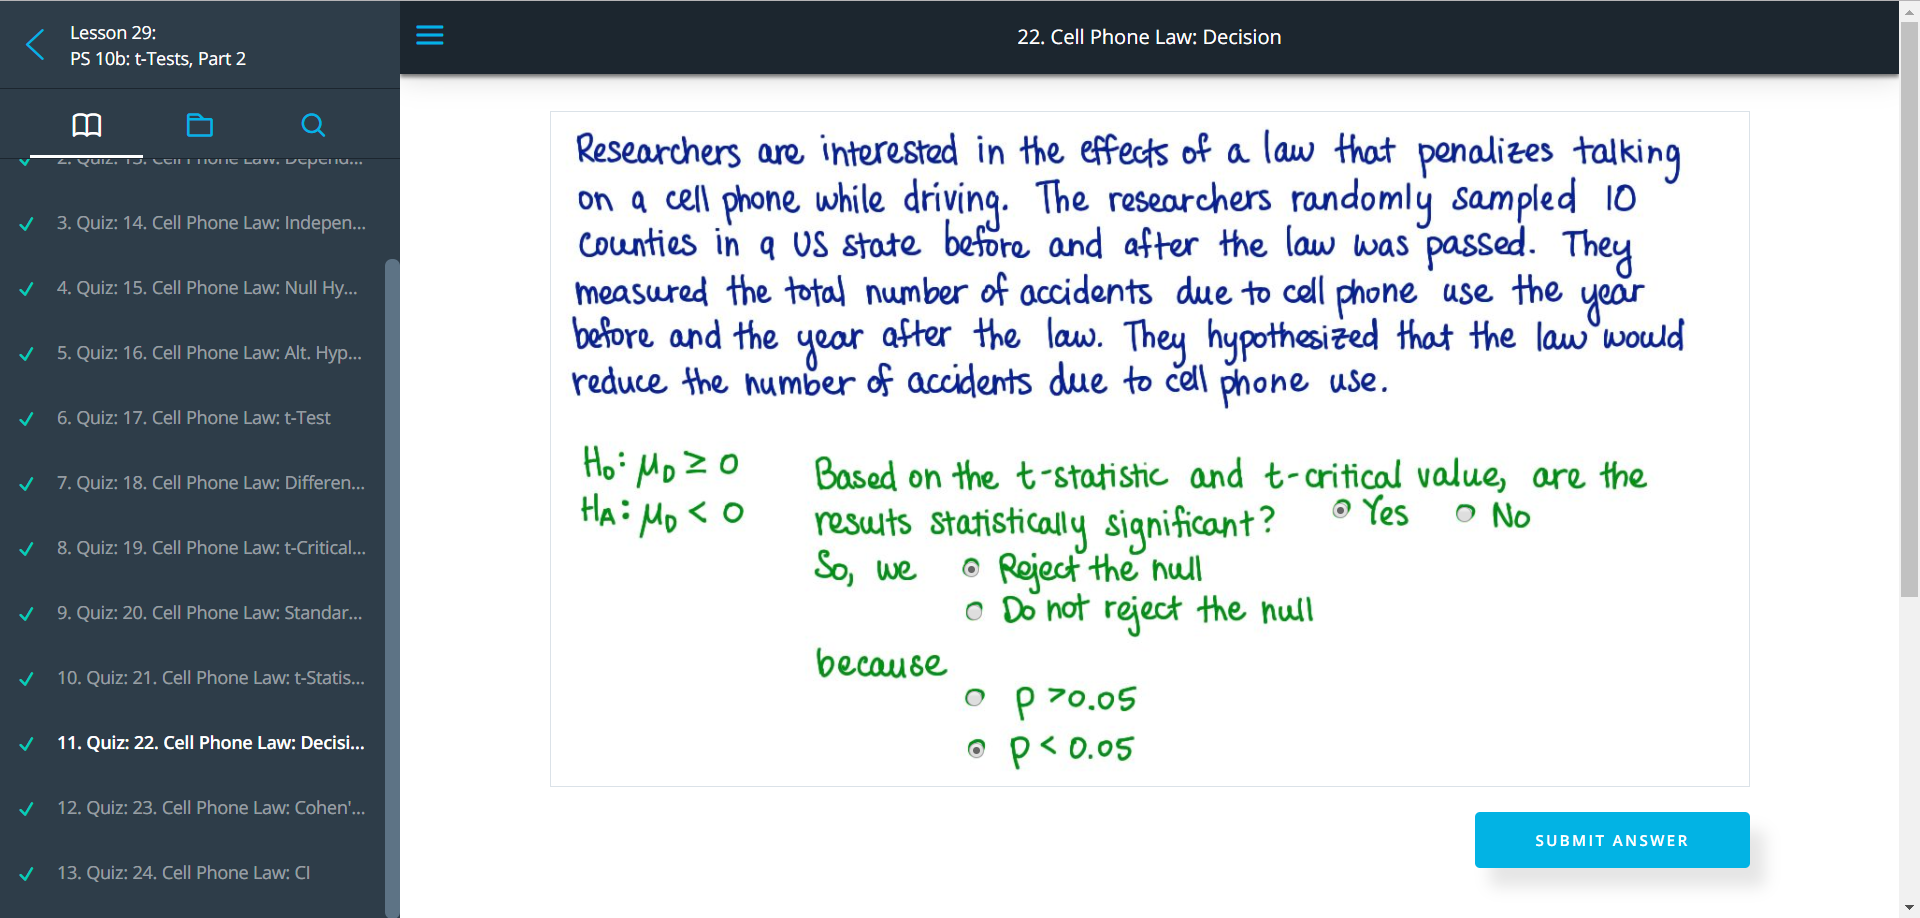 Lesson 29:
PS 10b: t-Tests, Part 2
22. Cell Phone Law: Decision
2. Quiz: 13. Cell Phone Law: Depend...
3. Quiz: 14. Cell Phone Law: Indepen...
4. Quiz: 15. Cell Phone Law: Null Hy...
5. Quiz: 16. Cell Phone Law: Alt. Hyp...
6. Quiz: 17. Cell Phone Law: t-Test
7. Quiz: 18. Cell Phone Law: Differen...
8. Quiz: 19. Cell Phone Law: t-Critical...
9. Quiz: 20. Cell Phone Law: Standar...
10. Quiz: 21. Cell Phone Law: t-Statis...
11. Quiz: 22. Cell Phone Law: Decisi...
12. Quiz: 23. Cell Phone Law: Cohen'...
13. Quiz: 24. Cell Phone Law: CI
Researchers are interested in the effects of a law that penalizes talking
on a cell phone while driving. The researchers randomly sampled 10
counties in a US state before and after the law was passed. They
measured the total number of accidents due to cell phone use the year
before and the year after the law. They hypothesized that the law would
reduce the number of accidents due to cell phone use.
H₀: μD ≥ 0
HA: μD < 0
Based on the t-statistic and t-critical value, are the
results statistically significant? Yes No
So, we Reject the null
Do not reject the null
because
p >0.05
p < 0.05
SUBMIT ANSWER